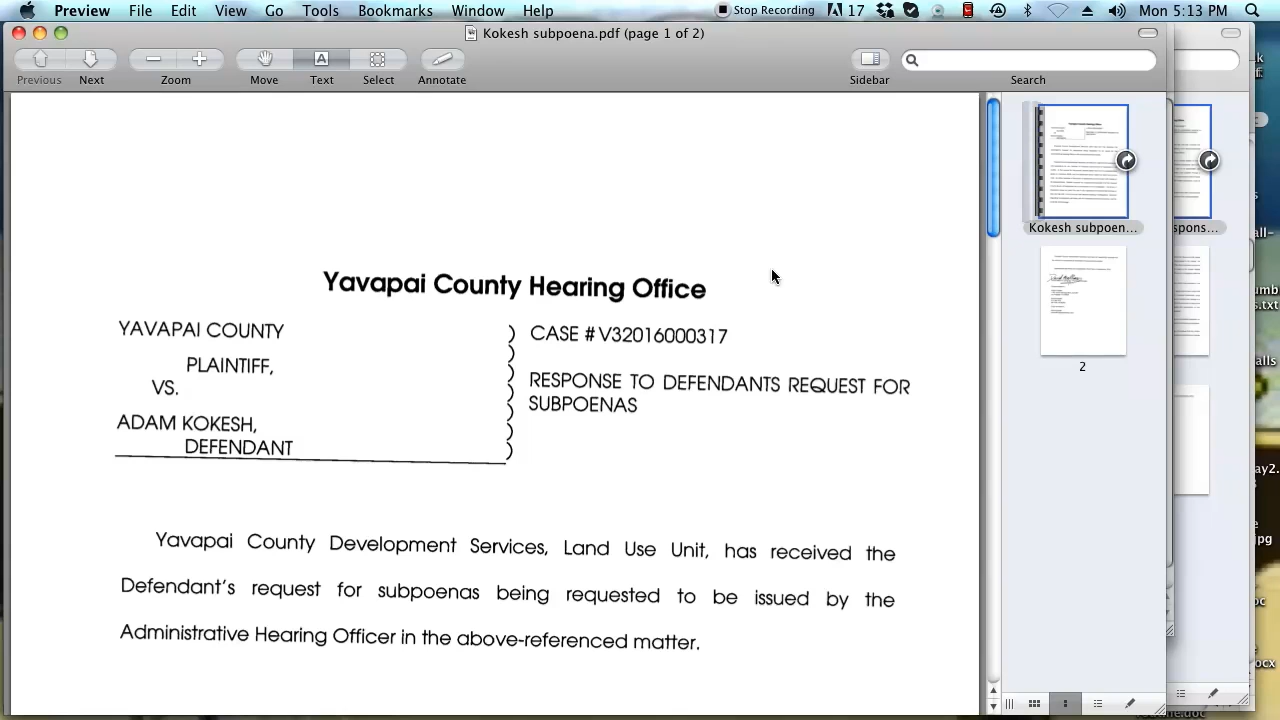 Preview File Edit View Go Tools Bookmarks Window Help Stop Recording 17 Mon 5:13 PM
Kokesh subpoena.pdf (page 1 of 2)
Previous Next Zoom Move Text Select Annotate Sidebar Search
Yavapai County Hearing Office
YAVAPAI COUNTY
PLAINTIFF,
VS.
ADAM KOKESH,
DEFENDANT
CASE # V32016000317
RESPONSE TO DEFENDANTS REQUEST FOR
SUBPOENAS
Yavapai County Development Services, Land Use Unit, has received the
Defendant's request for subpoenas being requested to be issued by the
Administrative Hearing Officer in the above-referenced matter.
Kokesh subpoen...
spons...
2
s.txt
ay2.
jpg
ocx